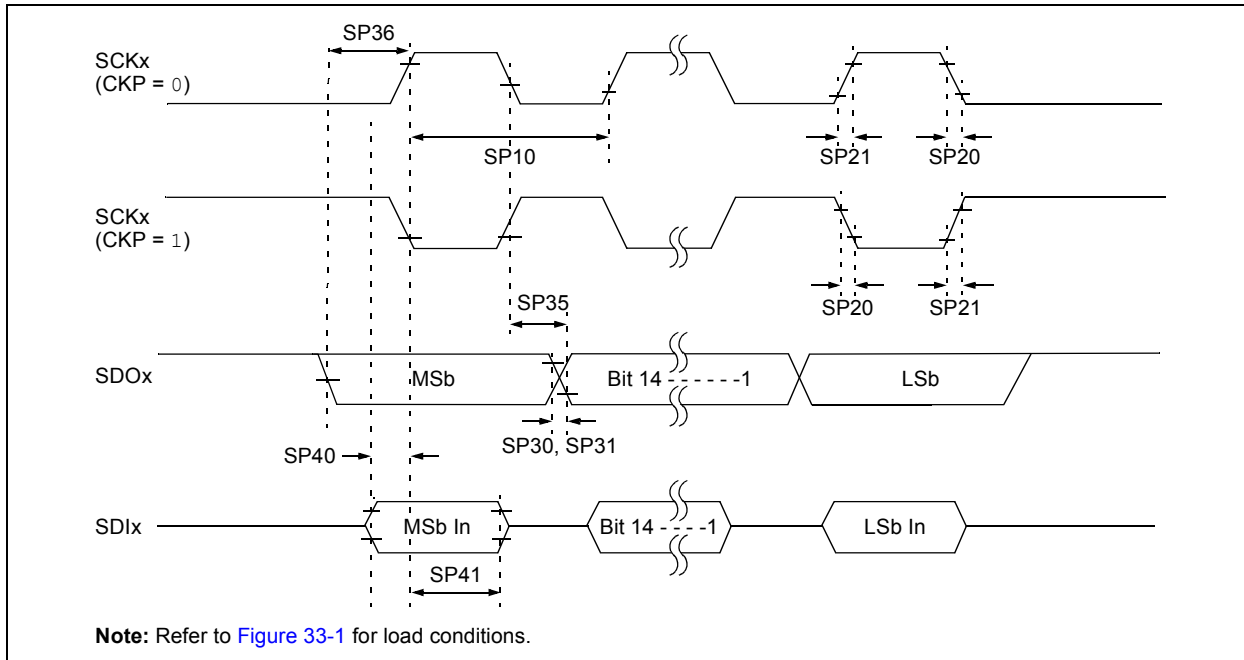 SP36
SCKx
(CKP = 0)
SP10
SP21
SP20
SCKx
(CKP = 1)
SP35
SP20
SP21
SDOx
MSb
Bit 14 - - - - - -1
LSb
SP30, SP31
SP40
SDIx
MSb In
Bit 14 - - - -1
LSb In
SP41
Note: Refer to Figure 33-1 for load conditions.